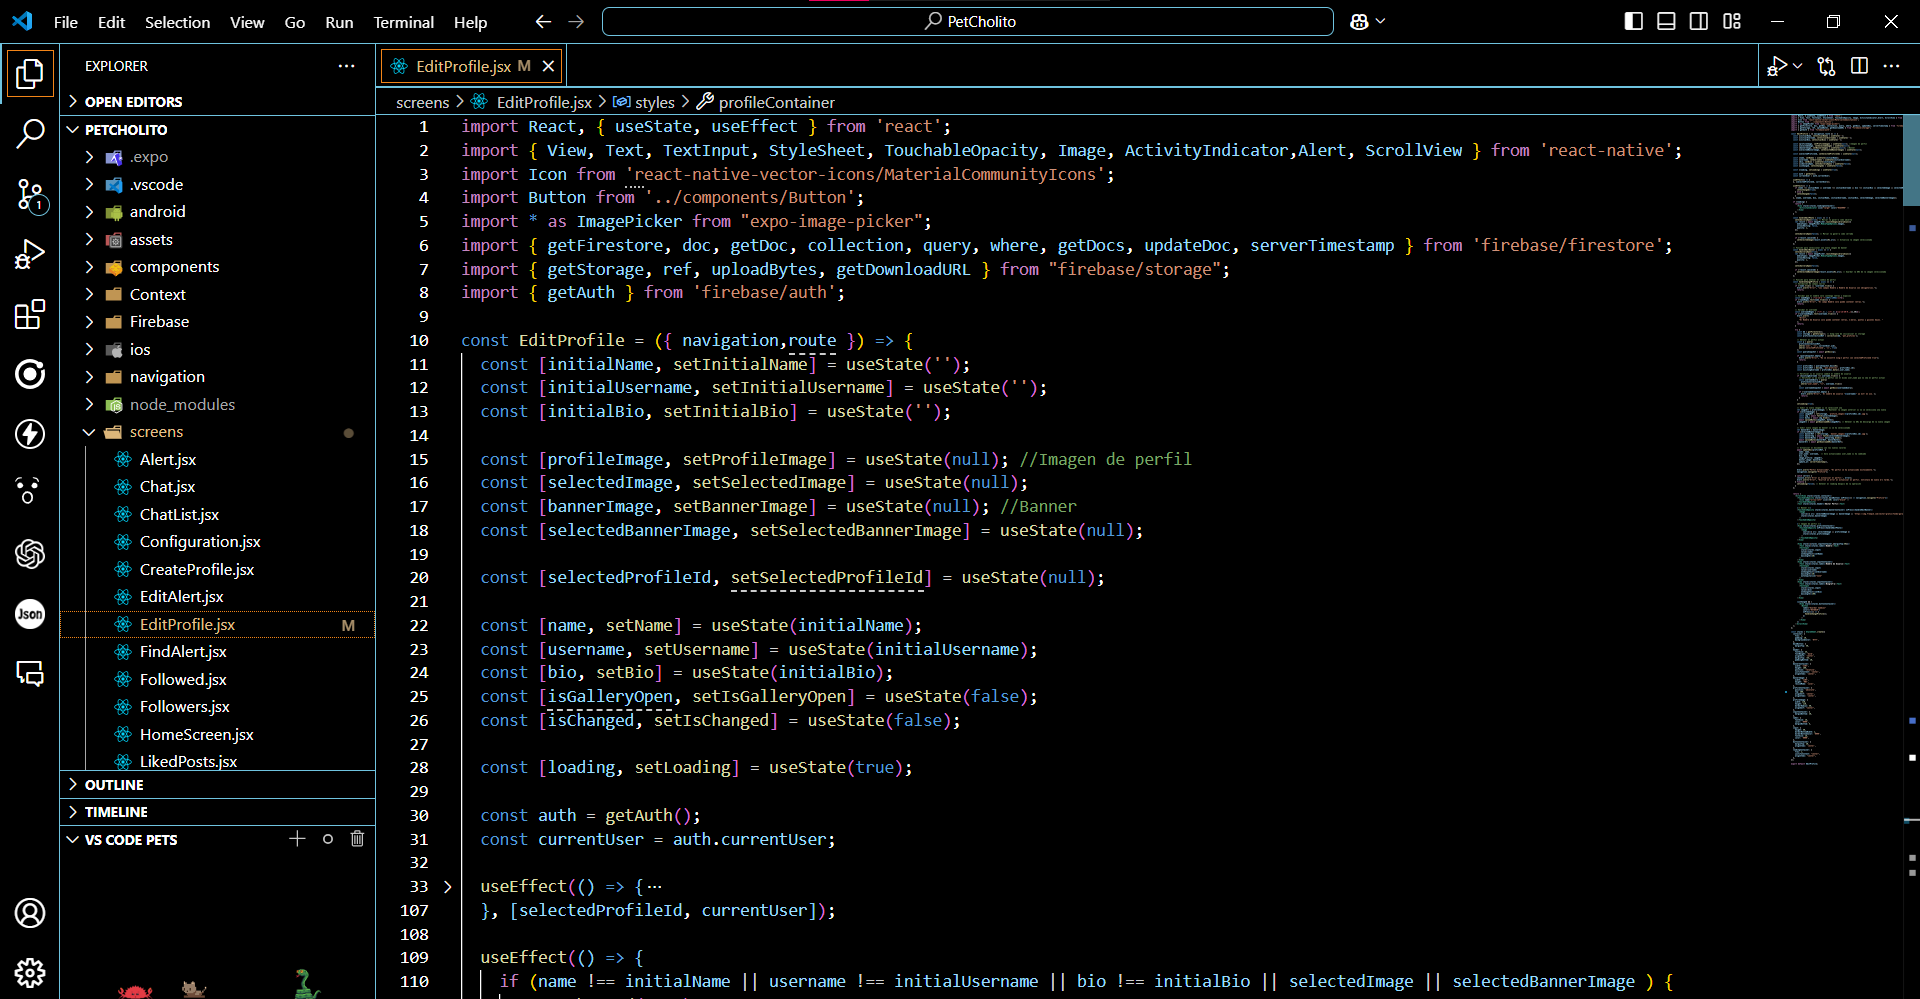 File Edit Selection View Go Run Terminal Help
PetCholito
EXPLORER
OPEN EDITORS
PETCHOLITO
.expo
.vscode
android
assets
components
Context
Firebase
ios
navigation
node_modules
screens
Alert.jsx
Chat.jsx
ChatList.jsx
Configuration.jsx
CreateProfile.jsx
EditAlert.jsx
EditProfile.jsx M
FindAlert.jsx
Followed.jsx
Followers.jsx
HomeScreen.jsx
LikedPosts.jsx
OUTLINE
TIMELINE
VS CODE PETS
1
Json
EditProfile.jsx M
screens > EditProfile.jsx > styles > profileContainer
1 import React, { useState, useEffect } from 'react';
2 import { View, Text, TextInput, StyleSheet, TouchableOpacity, Image, ActivityIndicator,Alert, ScrollView } from 'react-native';
3 import Icon from 'react-native-vector-icons/MaterialCommunityIcons';
4 import Button from '../components/Button';
5 import * as ImagePicker from "expo-image-picker";
6 import { getFirestore, doc, getDoc, collection, query, where, getDocs, updateDoc, serverTimestamp } from 'firebase/firestore';
7 import { getStorage, ref, uploadBytes, getDownloadURL } from "firebase/storage";
8 import { getAuth } from 'firebase/auth';
9
10 const EditProfile = ({ navigation,route }) => {
11 const [initialName, setInitialName] = useState('');
12 const [initialUsername, setInitialUsername] = useState('');
13 const [initialBio, setInitialBio] = useState('');
14
15 const [profileImage, setProfileImage] = useState(null); //Imagen de perfil
16 const [selectedImage, setSelectedImage] = useState(null);
17 const [bannerImage, setBannerImage] = useState(null); //Banner
18 const [selectedBannerImage, setSelectedBannerImage] = useState(null);
19
20 const [selectedProfileId, setSelectedProfileId] = useState(null);
21
22 const [name, setName] = useState(initialName);
23 const [username, setUsername] = useState(initialUsername);
24 const [bio, setBio] = useState(initialBio);
25 const [isGalleryOpen, setIsGalleryOpen] = useState(false);
26 const [isChanged, setIsChanged] = useState(false);
27
28 const [loading, setLoading] = useState(true);
29
30 const auth = getAuth();
31 const currentUser = auth.currentUser;
32
33 useEffect(() => {⋯
107 }, [selectedProfileId, currentUser]);
108
109 useEffect(() => {
110 if (name !== initialName || username !== initialUsername || bio !== initialBio || selectedImage || selectedBannerImage ) {